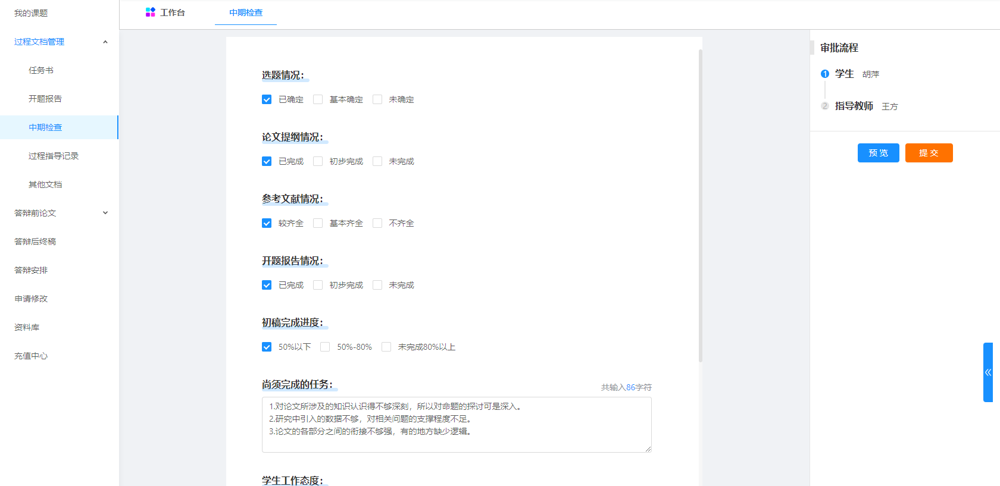 我的课题
过程文档管理
任务书
开题报告
中期检查
过程指导记录
其他文档
答辩前论文
答辩后终稿
答辩安排
申请修改
资料库
充值中心
工作台 中期检查
选题情况：
已确定 基本确定 未确定
论文提纲情况：
已完成 初步完成 未完成
参考文献情况：
较齐全 基本齐全 不齐全
开题报告情况：
已完成 初步完成 未完成
初稿完成进度：
50%以下 50%-80% 未完成80%以上
尚须完成的任务： 共输入86字符
1.对论文所涉及的知识认识得不够深刻，所以对命题的探讨可是深入。
2.研究中引入的数据不够，对相关问题的支撑程度不足。
3.论文的各部分之间的衔接不够强，有的地方缺少逻辑。
学生工作态度：
审批流程
1 学生 胡萍
2 指导教师 王方
预览 提交